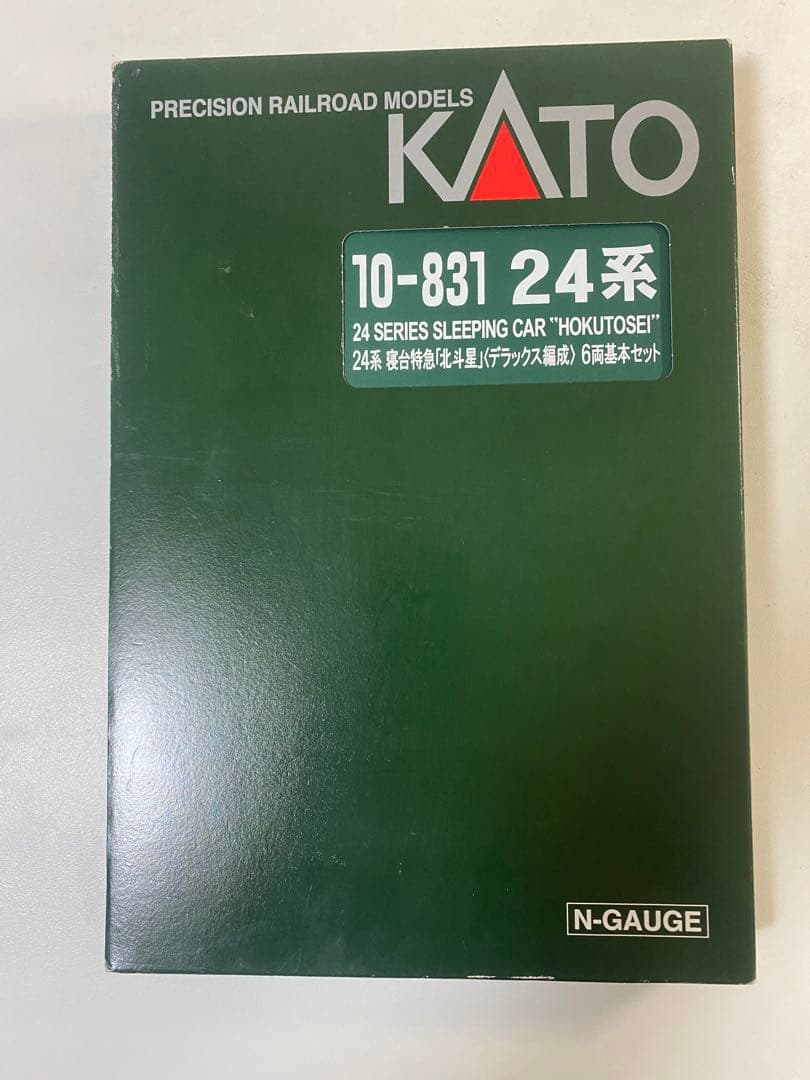 PRECISION RAILROAD MODELS
KATO
10-831 24系
24 SERIES SLEEPING CAR "HOKUTOSEI"
24系 寝台特急「北斗星」〈デラックス編成〉 6両基本セット
N-GAUGE